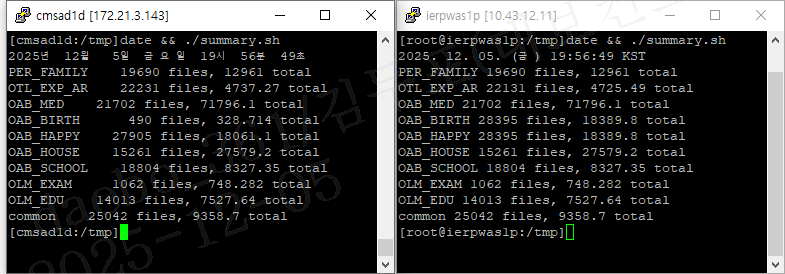 cmsad1d [172.21.3.143]
[cmsad1d:/tmp]date && ./summary.sh
2025년 12월 5일 금요일 19시 56분 49초
PER_FAMILY 19690 files, 12961 total
OTL_EXP_AR 22231 files, 4737.27 total
OAB_MED 21702 files, 71796.1 total
OAB_BIRTH 490 files, 328.714 total
OAB_HAPPY 27905 files, 18061.1 total
OAB_HOUSE 15261 files, 27579.2 total
OAB_SCHOOL 18804 files, 8327.35 total
OLM_EXAM 1062 files, 748.282 total
OLM_EDU 14013 files, 7527.64 total
common 25042 files, 9358.7 total
[cmsad1d:/tmp]
ierpwas1p [10.43.12.11]
[root@ierpwas1p:/tmp]date && ./summary.sh
2025. 12. 05. (금 ) 19:56:49 KST
PER_FAMILY 19690 files, 12961 total
OTL_EXP_AR 22131 files, 4725.49 total
OAB_MED 21702 files, 71796.1 total
OAB_BIRTH 28395 files, 18389.8 total
OAB_HAPPY 28395 files, 18389.8 total
OAB_HOUSE 15261 files, 27579.2 total
OAB_SCHOOL 18804 files, 8327.35 total
OLM_EXAM 1062 files, 748.282 total
OLM_EDU 14013 files, 7527.64 total
common 25042 files, 9358.7 total
[root@ierpwas1p:/tmp]
2025-12-05